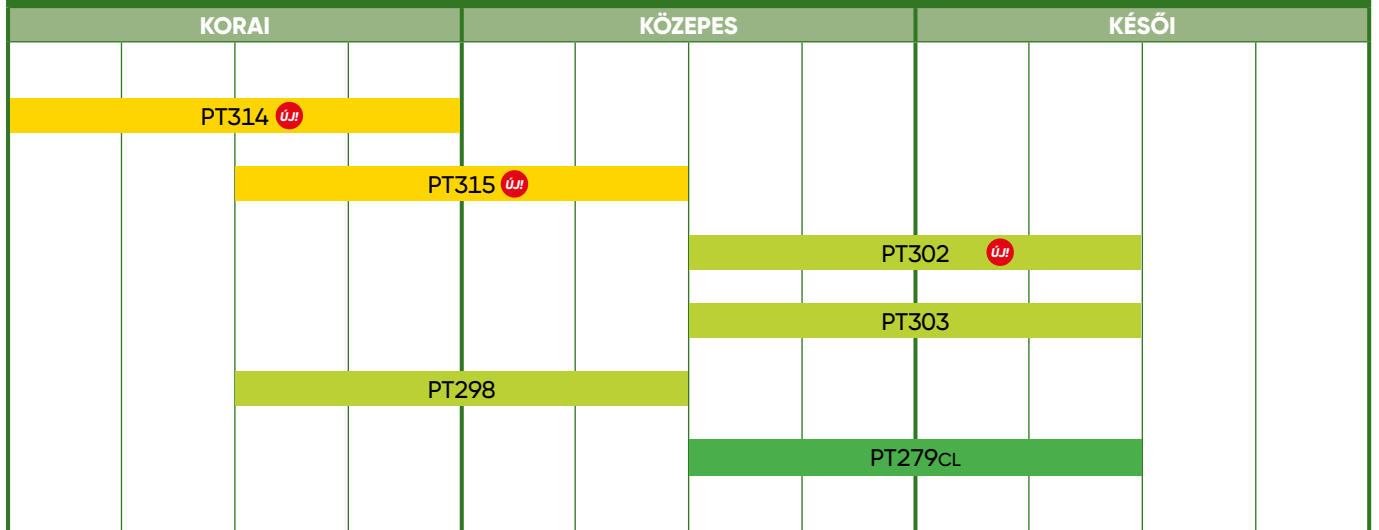 KORAI KÖZEPES KÉSŐI
PT314 ÚJ!
PT315 ÚJ!
PT302 ÚJ!
PT303
PT298
PT279CL